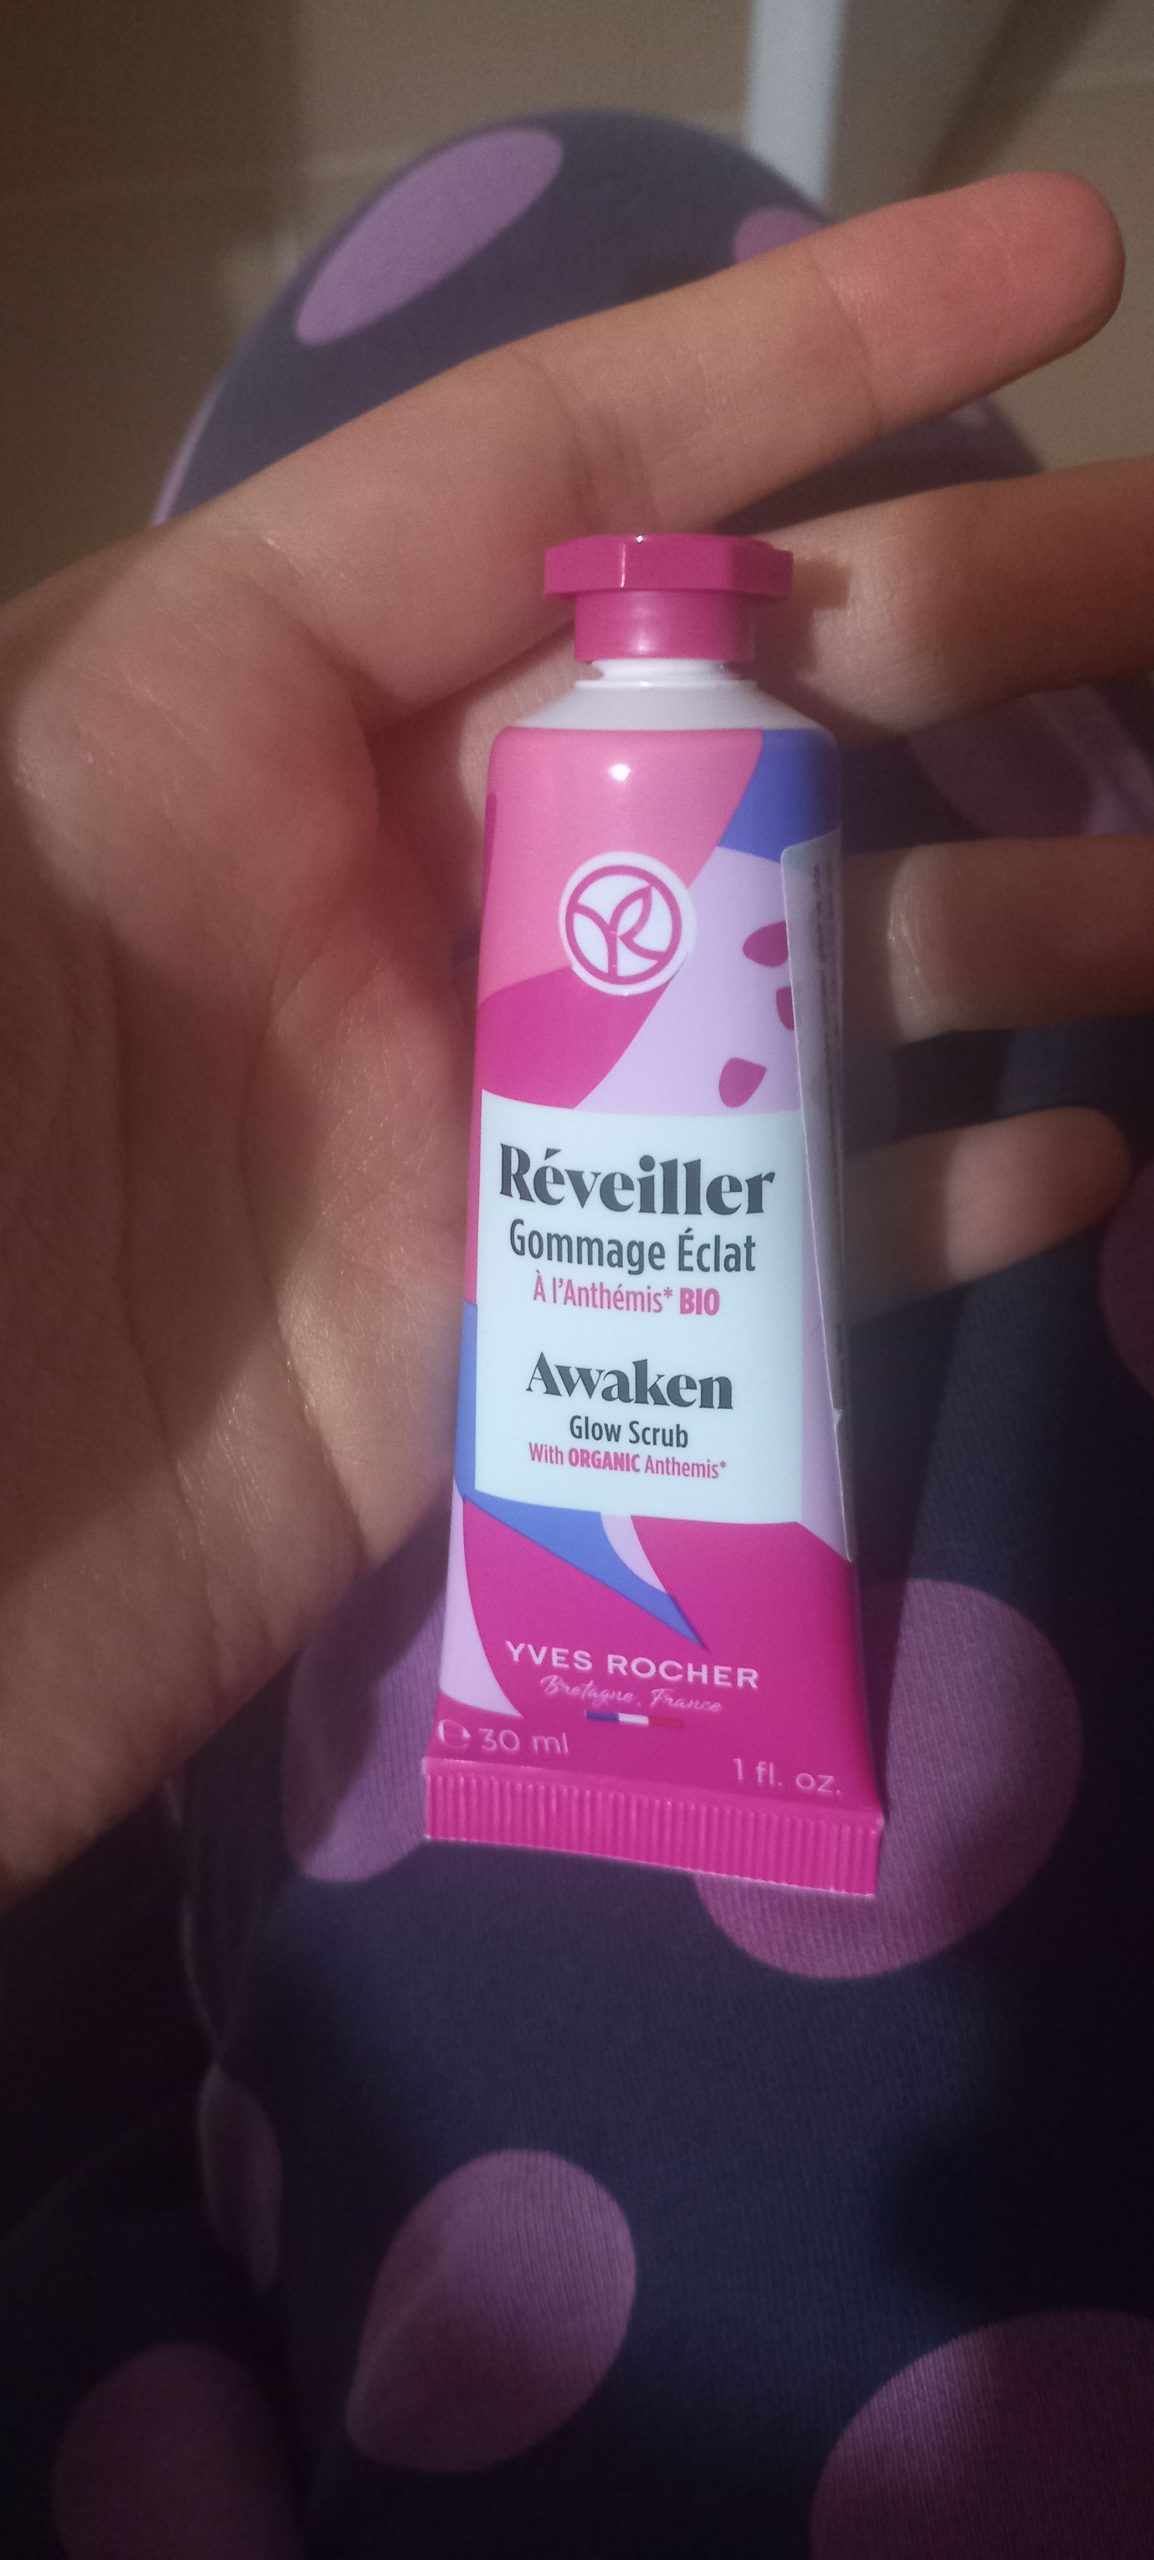 Réveiller
Gommage Éclat
À l'Anthémis* BIO
Awaken
Glow Scrub
With ORGANIC Anthemis*
YVES ROCHER
Bretagne, France
℮ 30 ml
1 fl. oz.